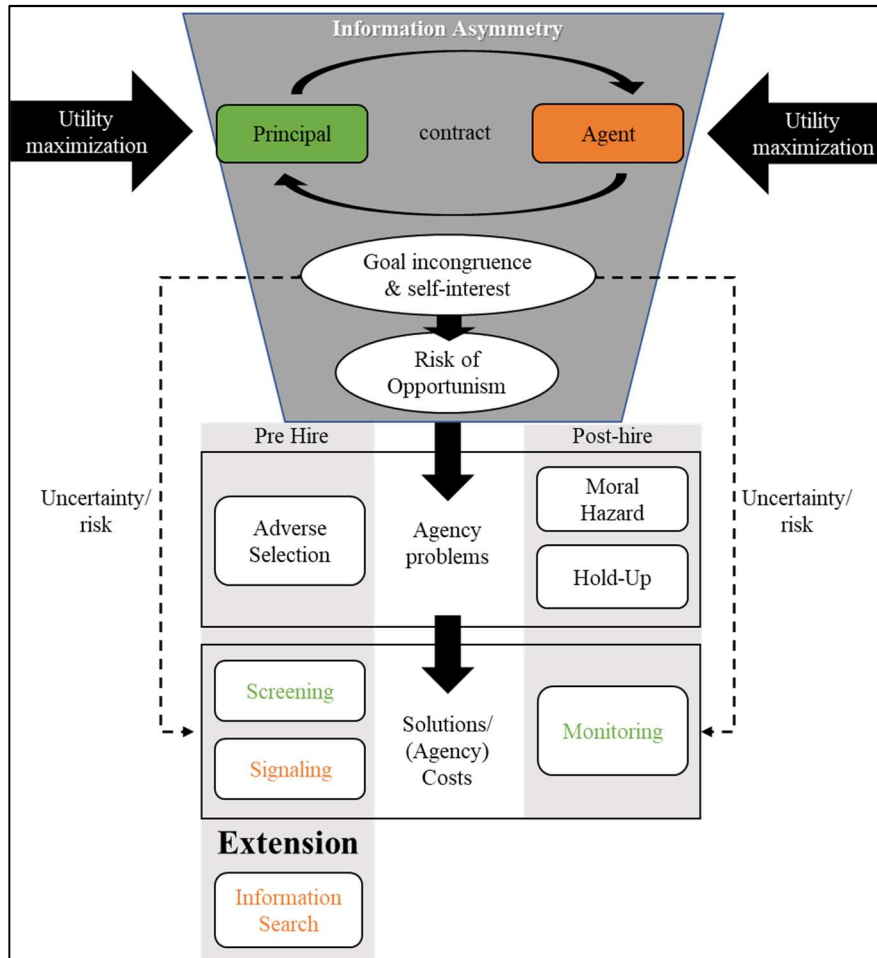 Information Asymmetry
Utility
maximization
Principal
contract
Agent
Utility
maximization
Goal incongruence
& self-interest
Risk of
Opportunism
Pre Hire
Post-hire
Uncertainty/
risk
Adverse
Selection
Agency
problems
Moral
Hazard
Hold-Up
Uncertainty/
risk
Screening
Signaling
Solutions/
(Agency)
Costs
Monitoring
Extension
Information
Search